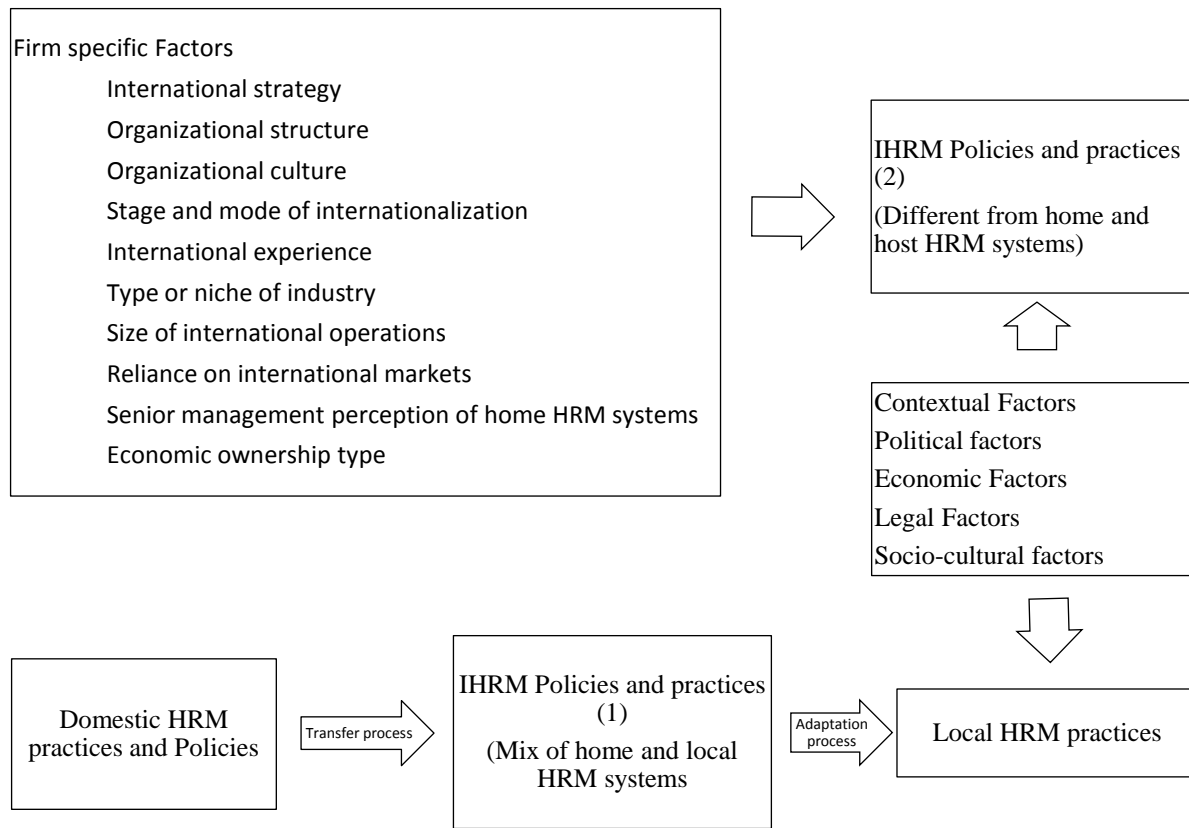 Firm specific Factors
International strategy
Organizational structure
Organizational culture
Stage and mode of internationalization
International experience
Type or niche of industry
Size of international operations
Reliance on international markets
Senior management perception of home HRM systems
Economic ownership type
IHRM Policies and practices
(2)
(Different from home and
host HRM systems)
Contextual Factors
Political factors
Economic Factors
Legal Factors
Socio-cultural factors
Domestic HRM
practices and Policies
Transfer process
IHRM Policies and practices
(1)
(Mix of home and local
HRM systems
Adaptation
process
Local HRM practices